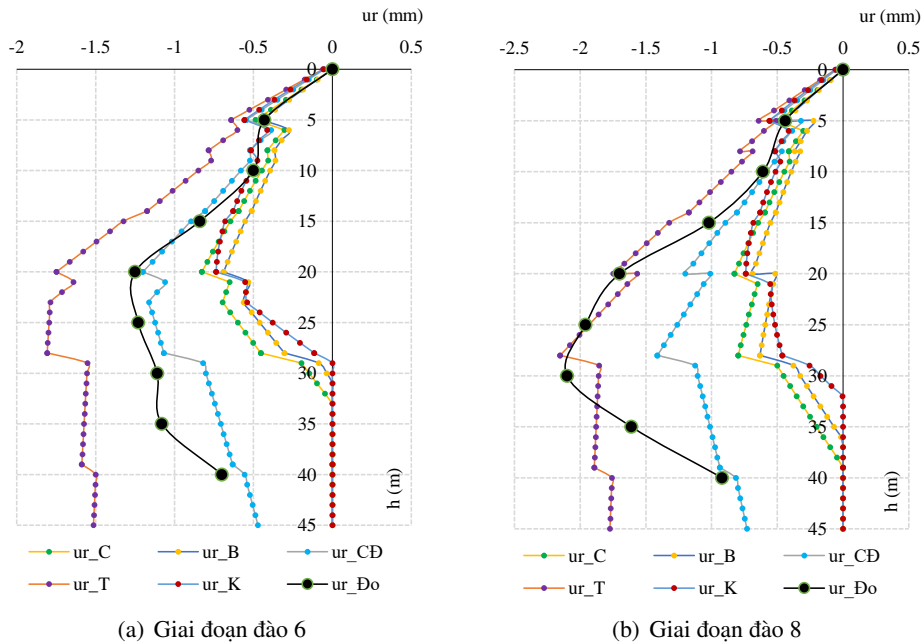 ur (mm)
-2 -1.5 -1 -0.5 0 0.5
0
5
10
15
20
25
30
35
40
45
h (m)
ur_C ur_B ur_CĐ
ur_T ur_K ur_Đo
(a) Giai đoạn đào 6
ur (mm)
-2.5 -2 -1.5 -1 -0.5 0 0.5
0
5
10
15
20
25
30
35
40
45
h (m)
ur_C ur_B ur_CĐ
ur_T ur_K ur_Đo
(b) Giai đoạn đào 8